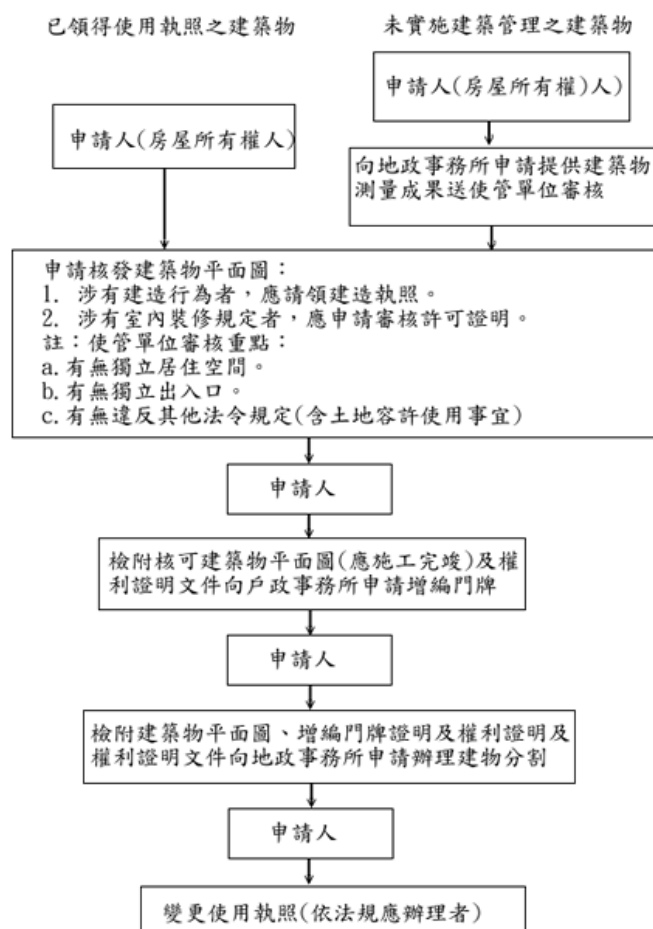 已領得使用執照之建築物
未實施建築管理之建築物
申請人(房屋所有權)人)
申請人(房屋所有權人)
向地政事務所申請提供建築物
測量成果送使管單位審核
申請核發建築物平面圖：
1. 涉有建造行為者，應請領建造執照。
2. 涉有室內裝修規定者，應申請審核許可證明。
註：使管單位審核重點：
a.有無獨立居住空間。
b.有無獨立出入口。
c.有無違反其他法令規定(含土地容許使用事宜)
申請人
檢附核可建築物平面圖(應施工完竣)及權
利證明文件向戶政事務所申請增編門牌
申請人
檢附建築物平面圖、增編門牌證明及權利證明及
權利證明文件向地政事務所申請辦理建物分割
申請人
變更使用執照(依法規應辦理者)